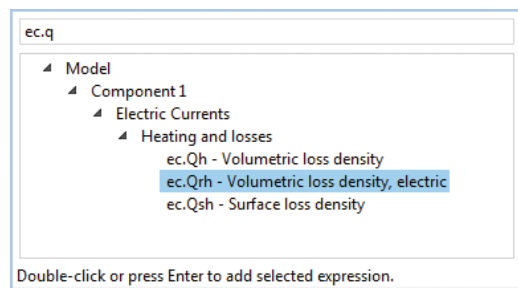 ec.q
Model
Component 1
Electric Currents
Heating and losses
ec.Qh - Volumetric loss density
ec.Qrh - Volumetric loss density, electric
ec.Qsh - Surface loss density
Double-click or press Enter to add selected expression.